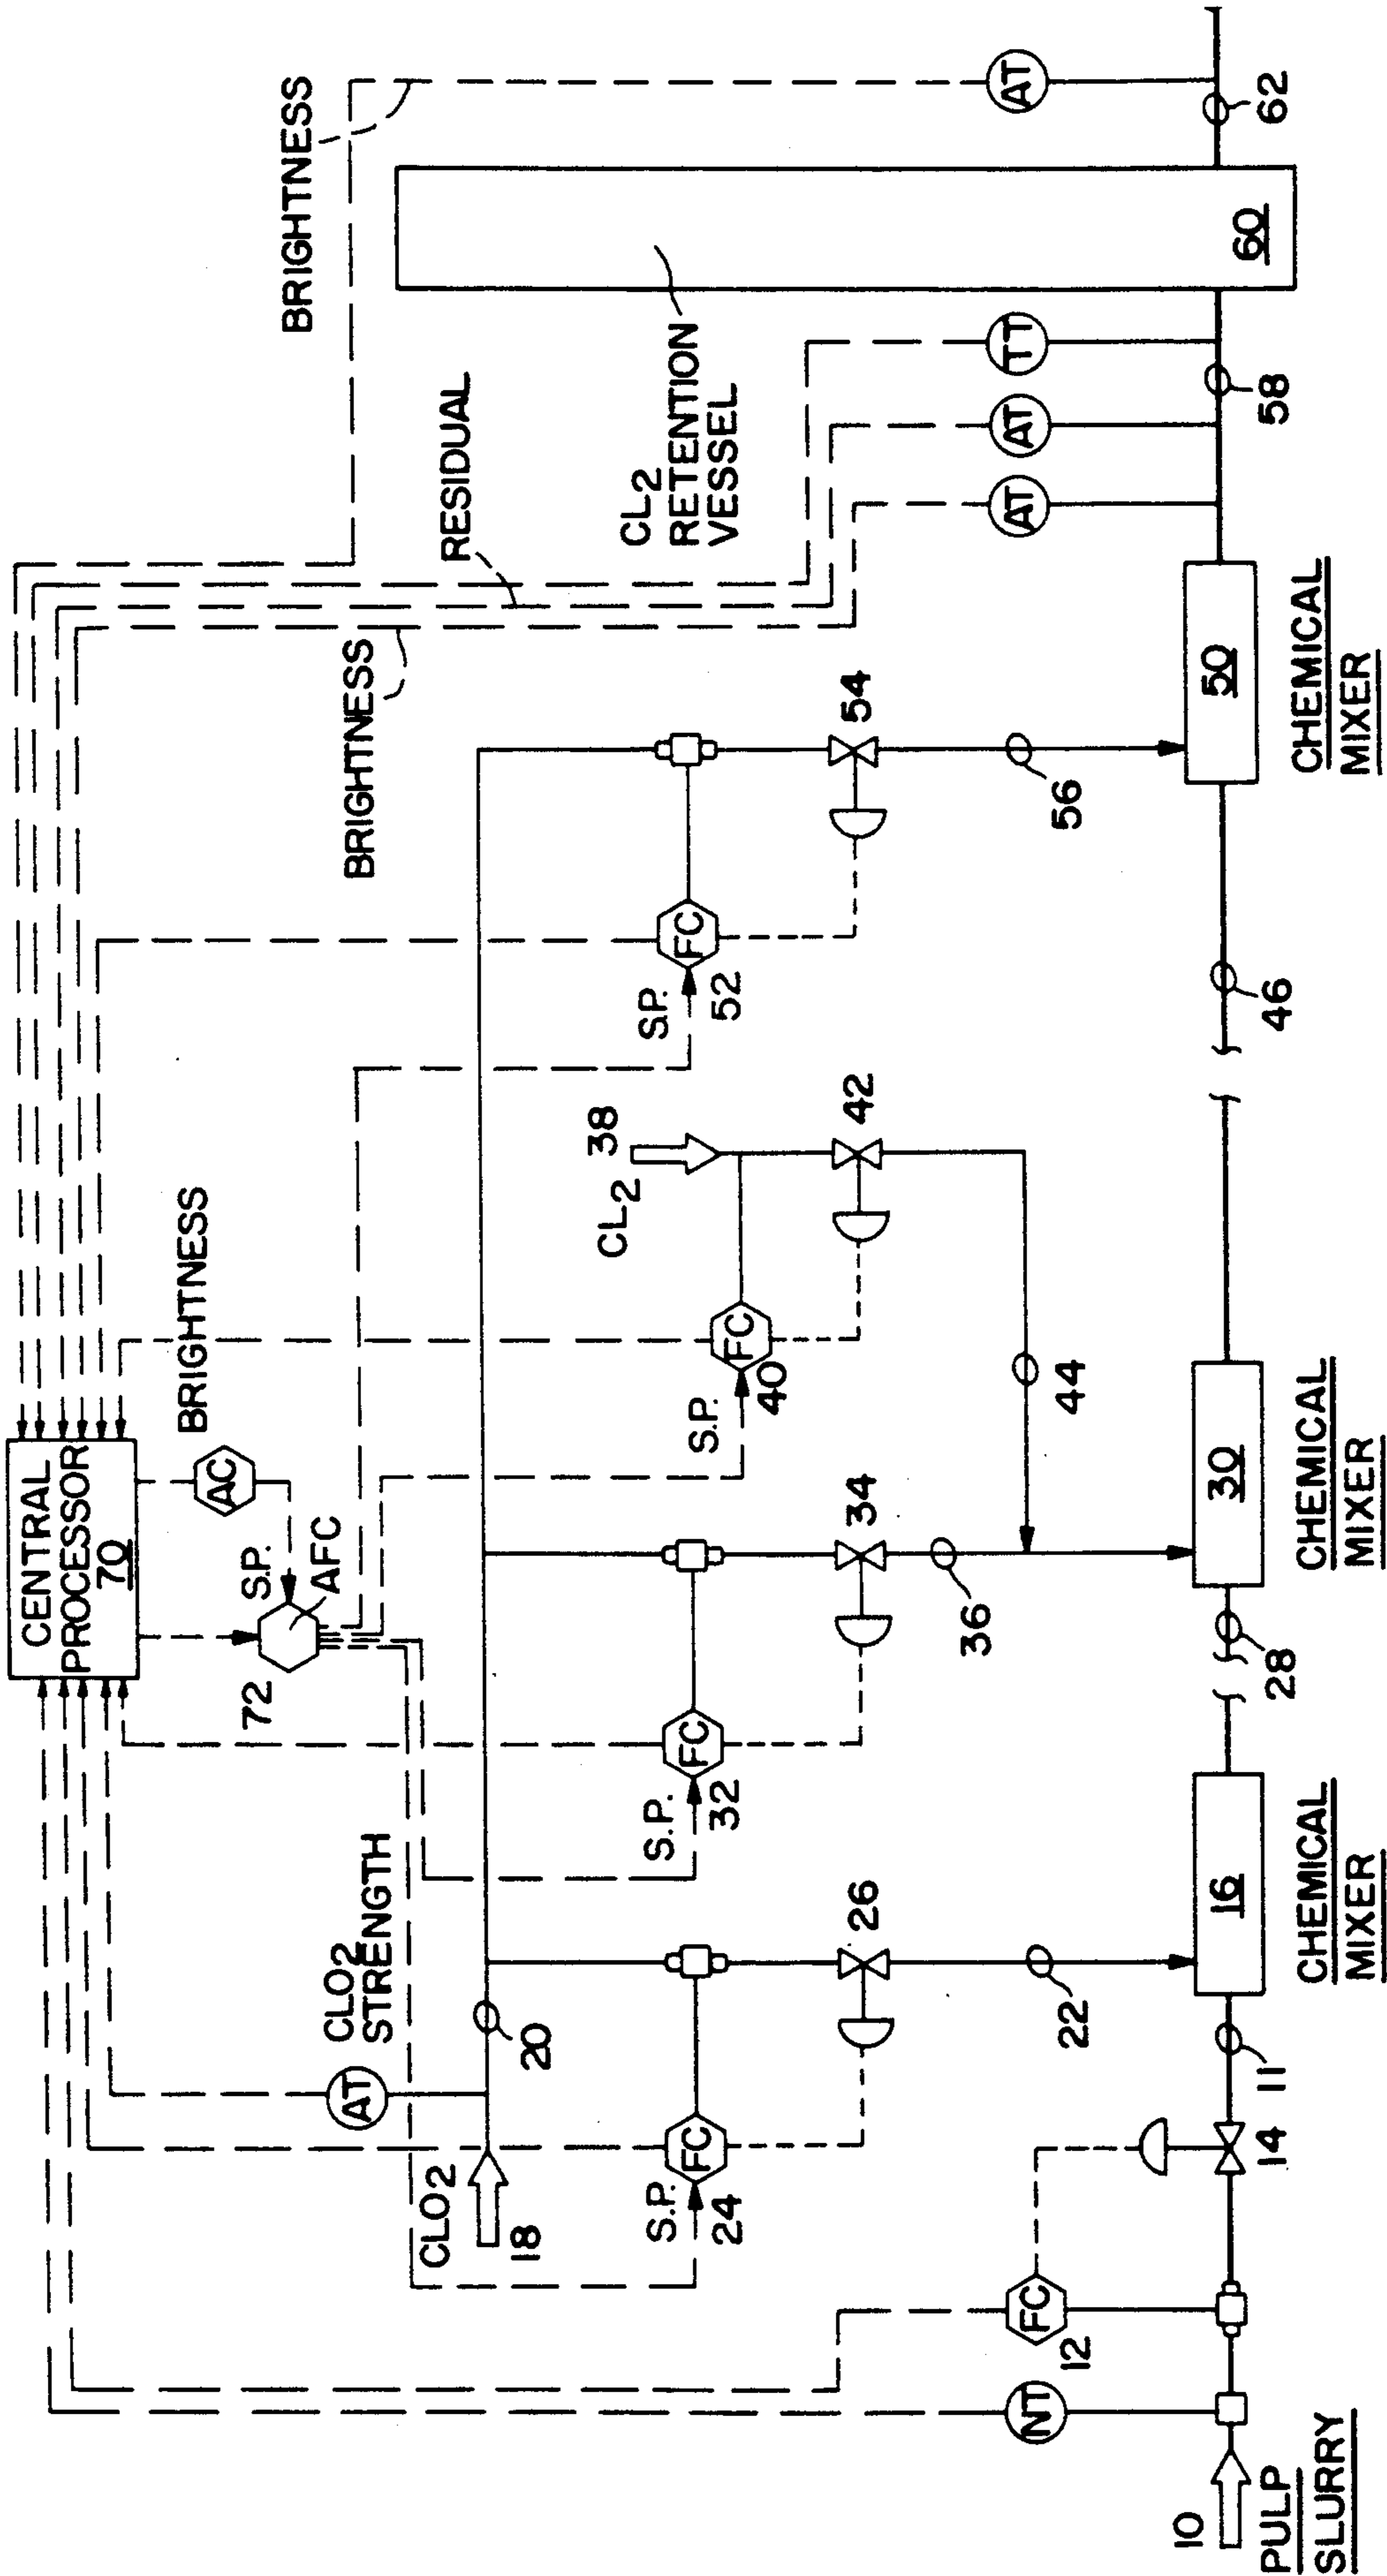 BRIGHTNESS
CENTRAL
PROCESSOR
70
BRIGHTNESS
AC
S.P.
AFC
72
RESIDUAL
BRIGHTNESS
CLO2
STRENGTH
AT
CLO2
18
20
S.P.
FC
24
26
22
S.P.
FC
32
34
36
CL2
38
S.P.
FC
40
42
44
S.P.
FC
52
54
56
CL2
RETENTION
VESSEL
AT
AT
TT
AT
NT
FC
12
14
10
PULP
SLURRY
11
16
CHEMICAL
MIXER
28
30
CHEMICAL
MIXER
46
50
CHEMICAL
MIXER
58
60
62